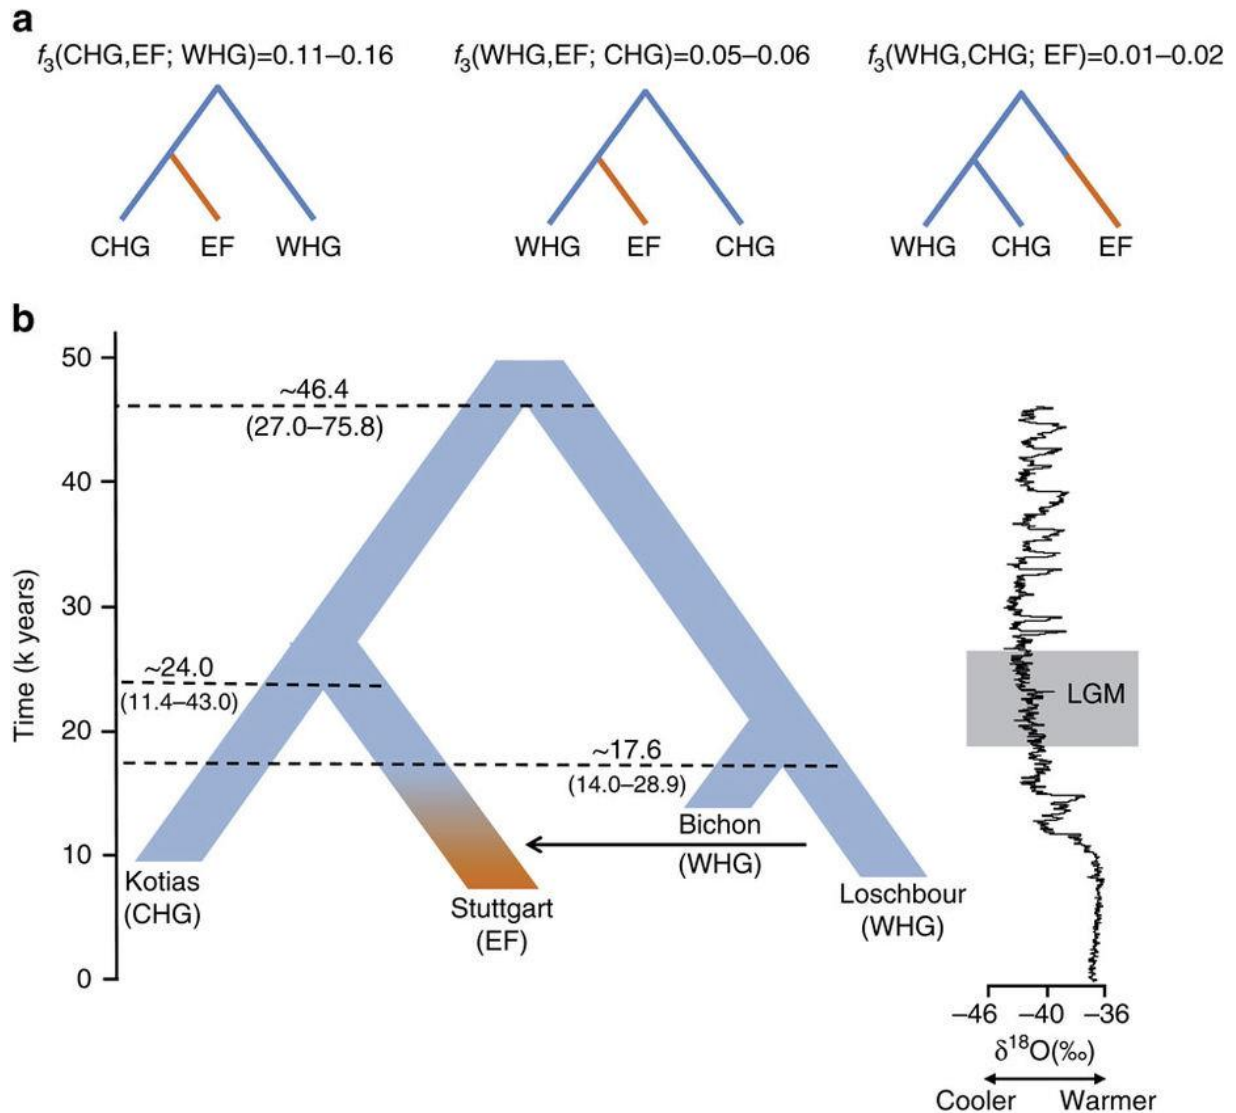 a
f3(CHG,EF; WHG)=0.11–0.16
f3(WHG,EF; CHG)=0.05–0.06
f3(WHG,CHG; EF)=0.01–0.02
CHG EF WHG
WHG EF CHG
WHG CHG EF
b
Time (k years)
50
40
30
20
10
0
~46.4
(27.0–75.8)
~24.0
(11.4–43.0)
~17.6
(14.0–28.9)
Bichon
(WHG)
Kotias
(CHG)
Stuttgart
(EF)
Loschbour
(WHG)
LGM
–46 –40 –36
δ18O(‰)
Cooler Warmer